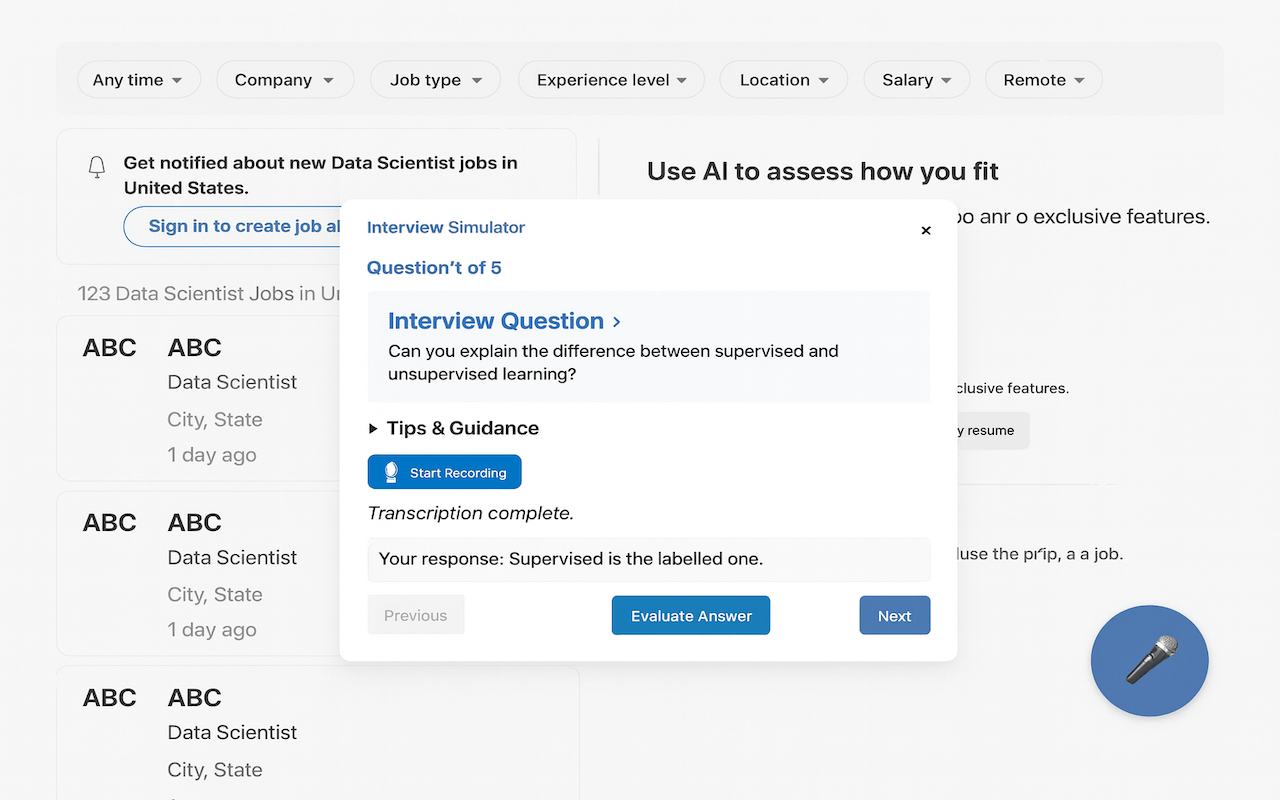 Any time
Company
Job type
Experience level
Location
Salary
Remote
Get notified about new Data Scientist jobs in
United States.
Sign in to create job al
123 Data Scientist Jobs in Un
ABC
ABC
Data Scientist
City, State
1 day ago
ABC
ABC
Data Scientist
City, State
1 day ago
ABC
ABC
Data Scientist
City, State
Use AI to assess how you fit
anr o exclusive features.
clusive features.
y resume
the a a job.
Interview Simulator
×
Question't of 5
Interview Question ›
Can you explain the difference between supervised and
unsupervised learning?
Tips & Guidance
Start Recording
Transcription complete.
Your response: Supervised is the labelled one.
Previous
Evaluate Answer
Next